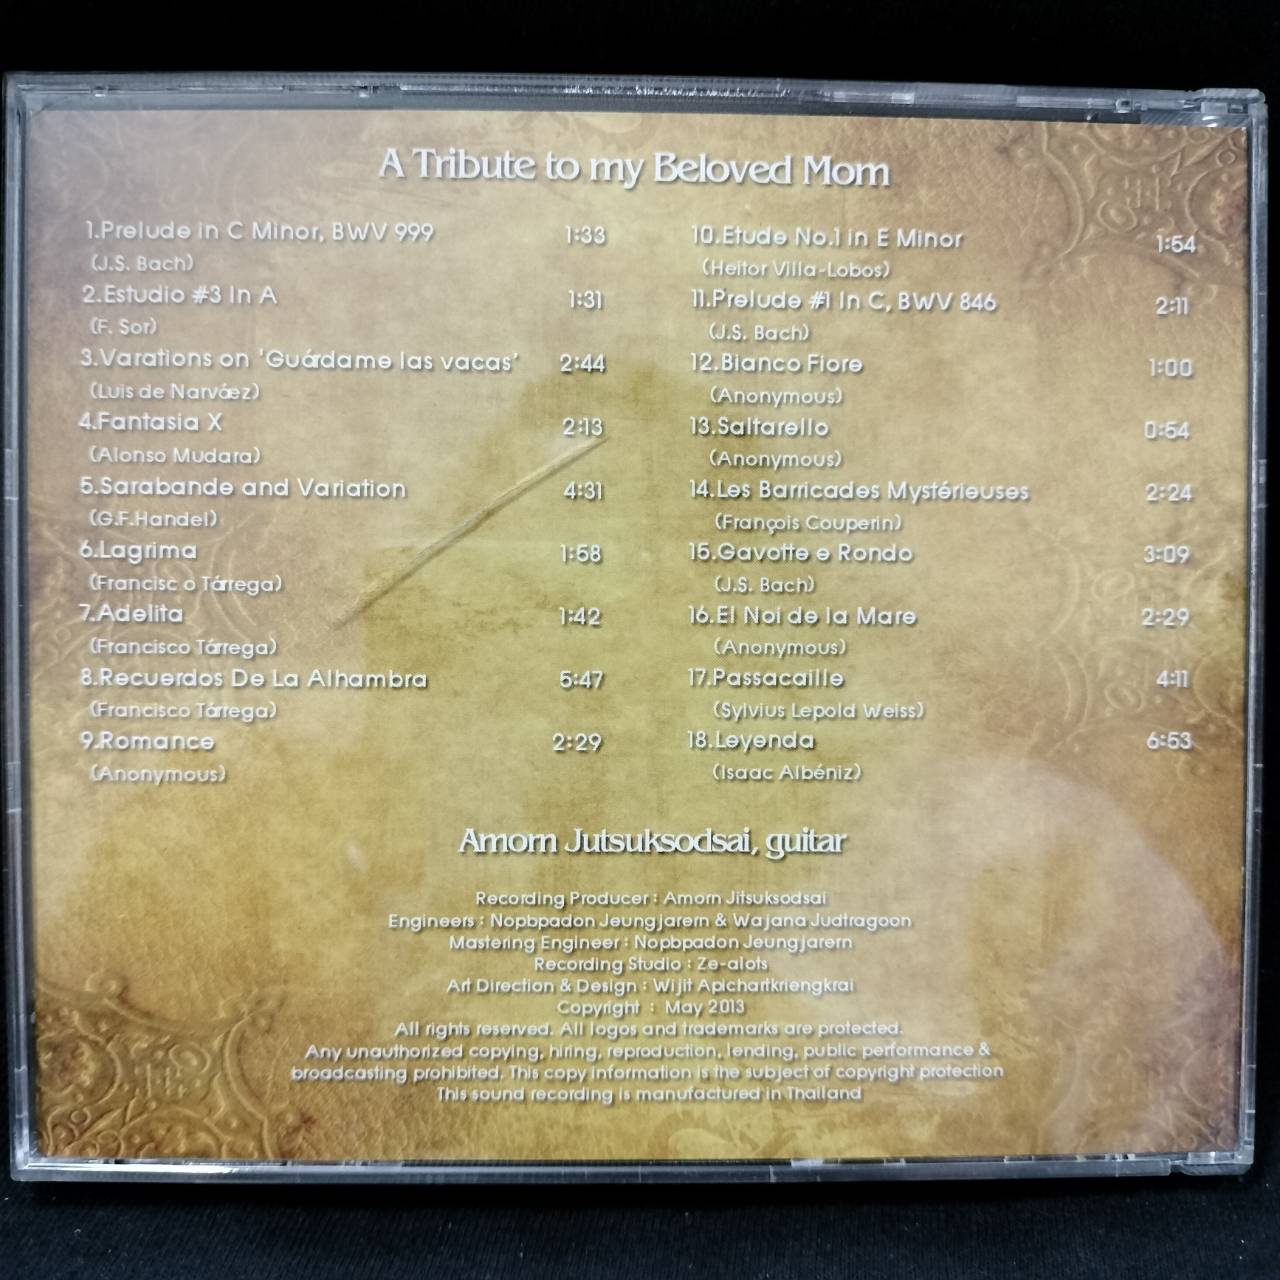 A Tribute to my Beloved Mom
1.Prelude in C Minor, BWV 999 1:33
(J.S. Bach)
2.Estudio #3 In A 1:31
(F. Sor)
3.Varations on 'Guárdame las vacas' 2:44
(Luis de Narváez)
4.Fantasia X 2:13
(Alonso Mudara)
5.Sarabande and Variation 4:31
(G.F.Handel)
6.Lagrima 1:58
(Francisc o Tárrega)
7.Adelita 1:42
(Francisco Tárrega)
8.Recuerdos De La Alhambra 5:47
(Francisco Tárrega)
9.Romance 2:29
(Anonymous)
10.Etude No.1 in E Minor 1:54
(Heitor Villa-Lobos)
11.Prelude #1 In C, BWV 846 2:11
(J.S. Bach)
12.Bianco Fiore 1:00
(Anonymous)
13.Saltarello 0:54
(Anonymous)
14.Les Barricades Mystérieuses 2:24
(François Couperin)
15.Gavotte e Rondo 3:09
(J.S. Bach)
16.El Noi de la Mare 2:29
(Anonymous)
17.Passacaille 4:11
(Sylvius Lepold Weiss)
18.Leyenda 6:53
(Isaac Albéniz)
Amorn Jutsuksodsai, guitar
Recording Producer : Amorn Jitsuksodsai
Engineers : Nopbpadon Jeungjarern & Wajana Judtragoon
Mastering Engineer : Nopbpadon Jeungjarern
Recording Studio : Ze-alots
Art Direction & Design : Wijit Apichartkriengkrai
Copyright : May 2013
All rights reserved. All logos and trademarks are protected.
Any unauthorized copying, hiring, reproduction, lending, public performance &
broadcasting prohibited. This copy information is the subject of copyright protection
This sound recording is manufactured in Thailand